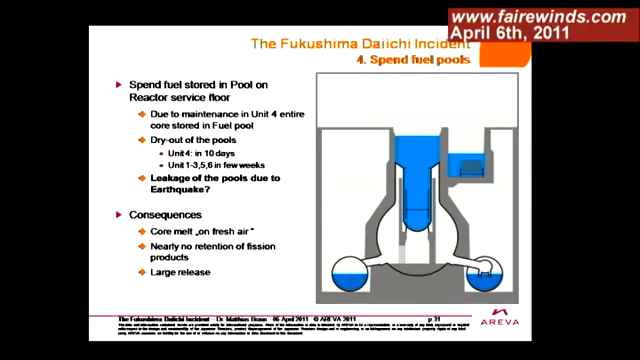 www.fairewinds.com
April 6th, 2011
The Fukushima Daiichi Incident
4. Spend fuel pools
Spend fuel stored in Pool on
Reactor service floor
Due to maintenance in Unit 4 entire
core stored in Fuel pool
Dry-out of the pools
Unit 4: in 10 days
Unit 1-3,5,6 in few weeks
Leakage of the pools due to
Earthquake?
Consequences
Core melt „on fresh air"
Nearly no retention of fission
products
Large release
The Fukushima Daiichi Incident - Dr. Matthias Braun - 06 April 2011 © AREVA 2011
p 31
AREVA